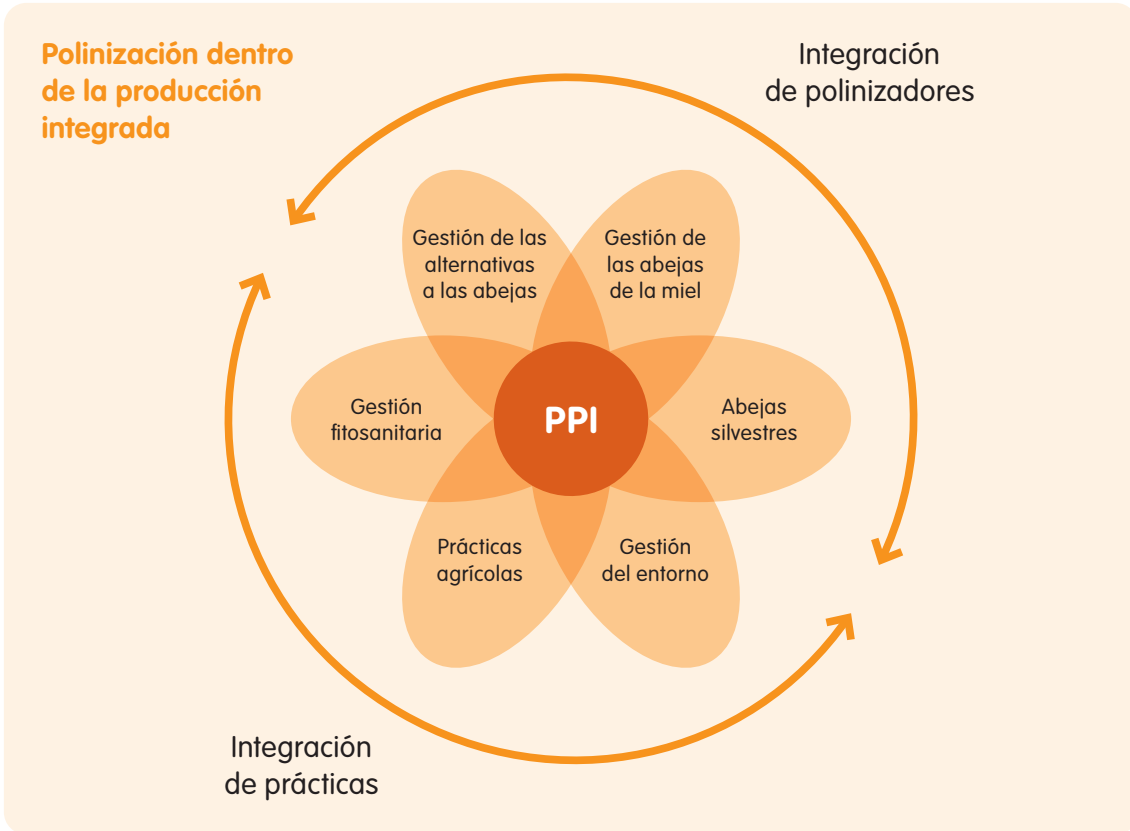 Polinización dentro
de la producción
integrada
Integración
de polinizadores
Gestión de las
alternativas
a las abejas
Gestión de
las abejas
de la miel
Gestión
fitosanitaria
PPI
Abejas
silvestres
Prácticas
agrícolas
Gestión
del entorno
Integración
de prácticas